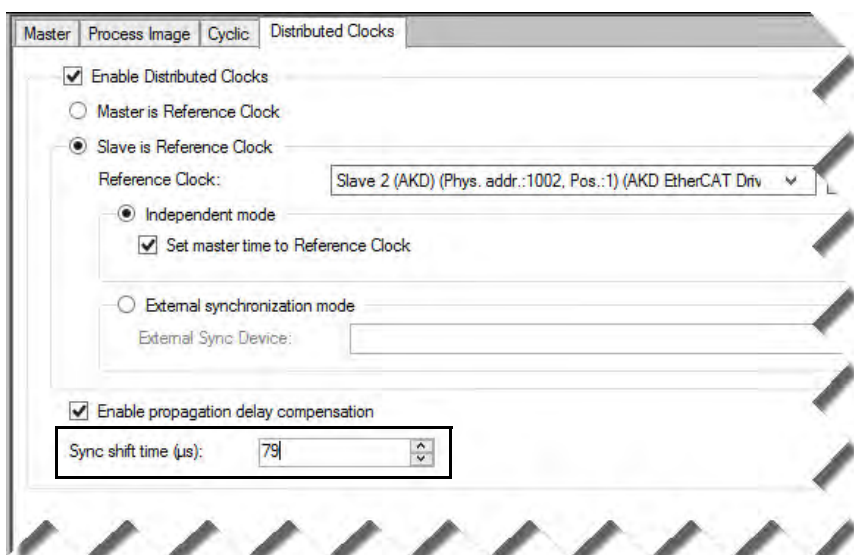 Master Process Image Cyclic Distributed Clocks
Enable Distributed Clocks
Master is Reference Clock
Slave is Reference Clock
Reference Clock: Slave 2 (AKD) (Phys. addr.:1002, Pos.:1) (AKD EtherCAT Driv
Independent mode
Set master time to Reference Clock
External synchronization mode
External Sync Device:
Enable propagation delay compensation
Sync shift time (µs): 79